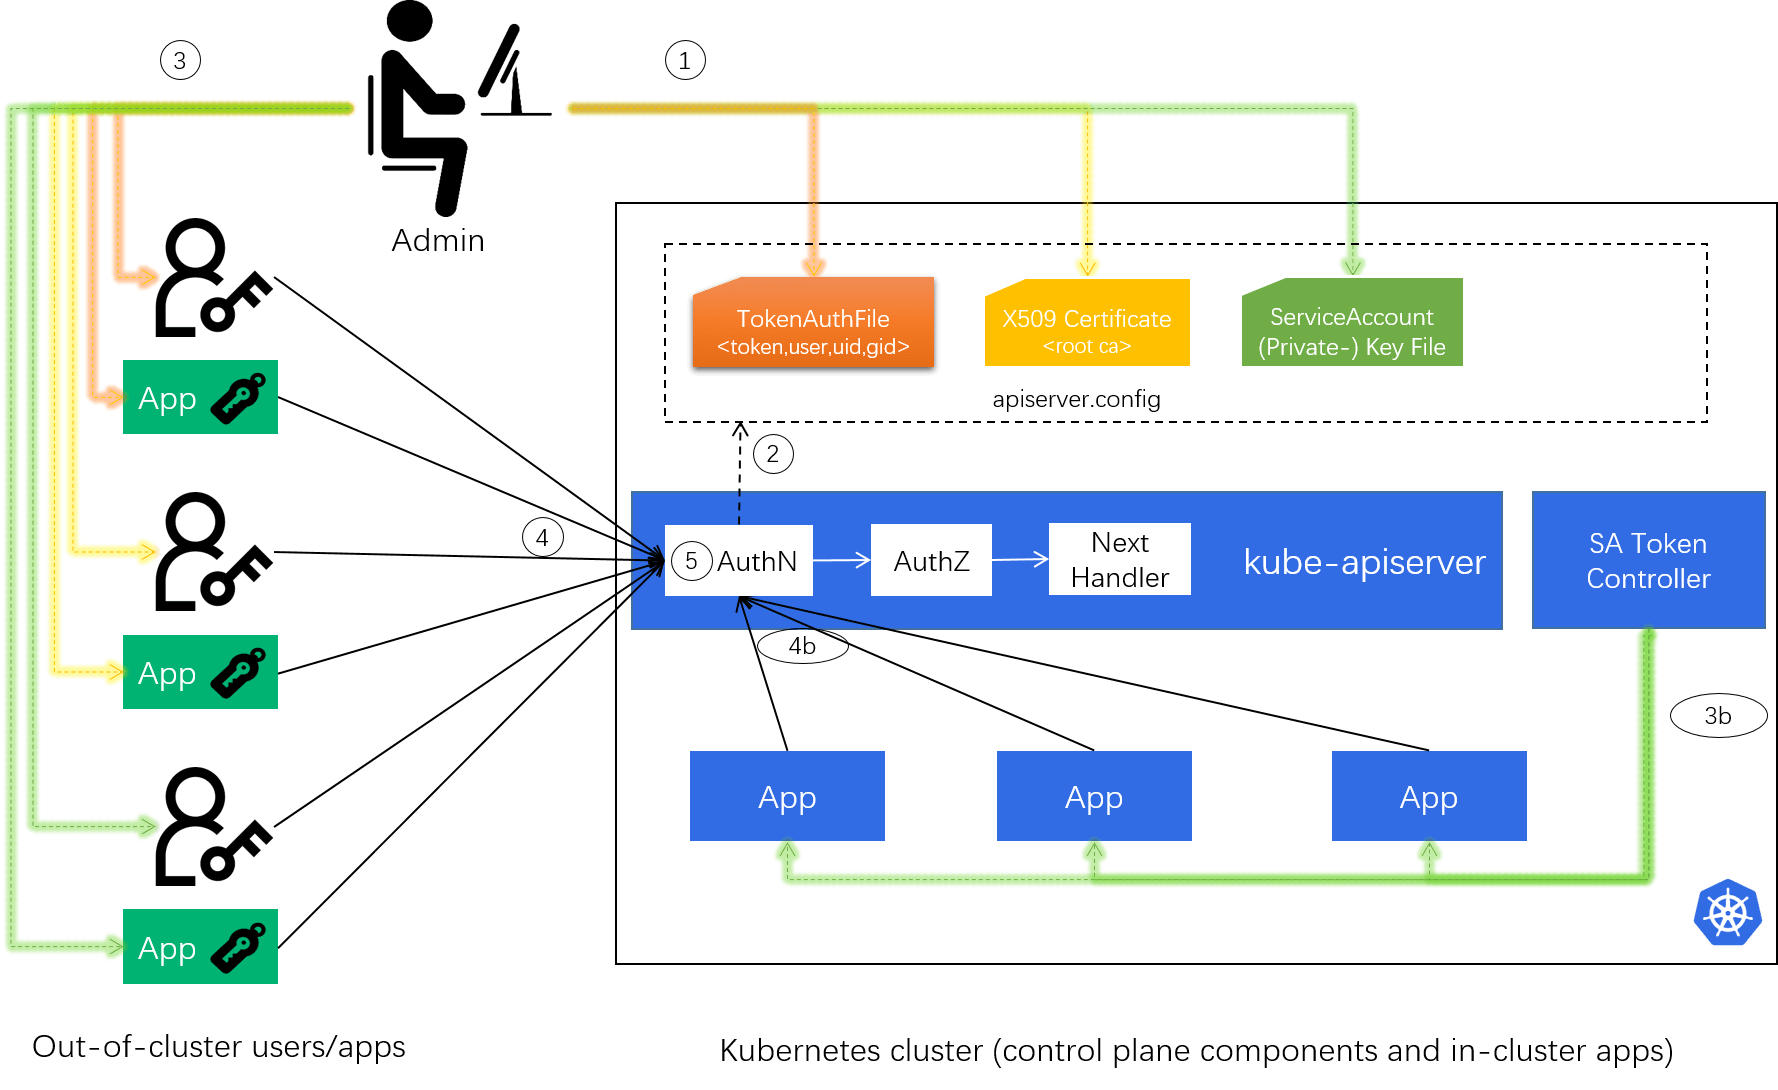 3
1
Admin
TokenAuthFile
<token,user,uid,gid>
X509 Certificate
<root ca>
ServiceAccount
(Private-) Key File
apiserver.config
App
2
4
5
AuthN
AuthZ
Next
Handler
kube-apiserver
SA Token
Controller
4b
App
3b
App
App
App
App
Out-of-cluster users/apps
Kubernetes cluster (control plane components and in-cluster apps)